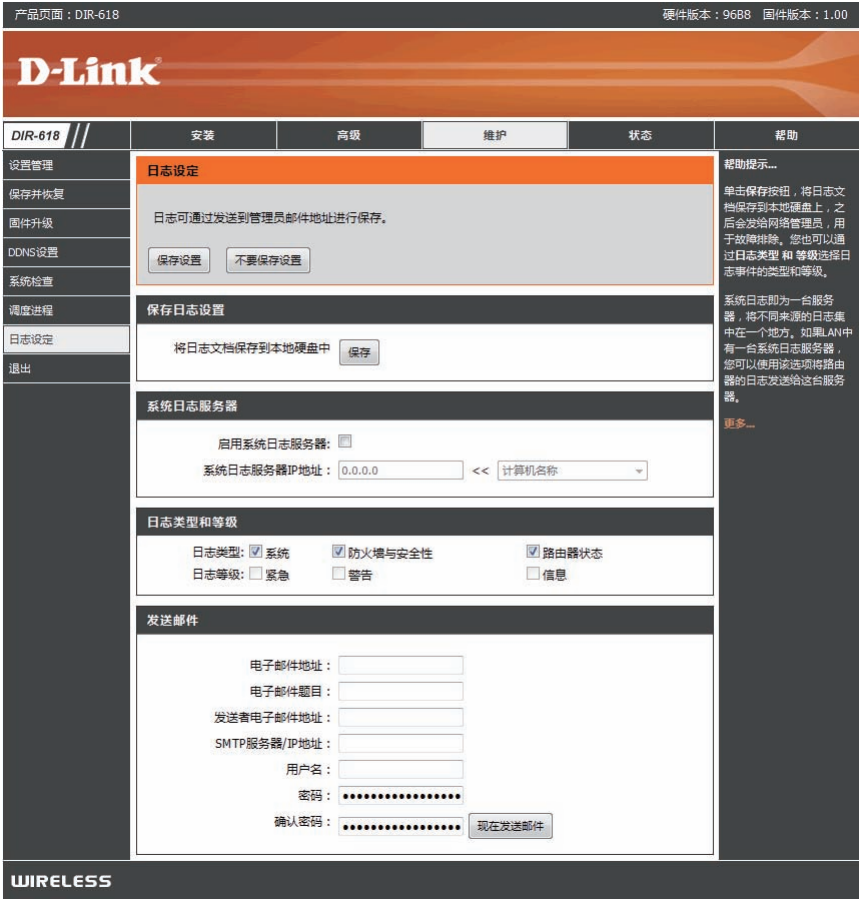 产品页面：DIR-618 硬件版本：96B8 固件版本：1.00
D-Link
DIR-618 安装 高级 维护 状态 帮助
设置管理
保存并恢复
固件升级
DDNS设置
系统检查
调度进程
日志设定
退出
日志设定
日志可通过发送到管理员邮件地址进行保存。
保存设置 不要保存设置
保存日志设置
将日志文档保存到本地硬盘中 保存
系统日志服务器
启用系统日志服务器:
系统日志服务器IP地址： 0.0.0.0 << 计算机名称
日志类型和等级
日志类型: 系统 防火墙与安全性 路由器状态
日志等级: 紧急 警告 信息
发送邮件
电子邮件地址：
电子邮件题目：
发送者电子邮件地址：
SMTP服务器/IP地址：
用户名：
密码： •••••••••••••••••
确认密码： ••••••••••••••••• 现在发送邮件
帮助提示...
单击保存按钮，将日志文
档保存到本地硬盘上，之
后会发给网络管理员，用
于故障排除。您也可以通
过日志类型 和 等级选择日
志事件的类型和等级。
系统日志即为一台服务
器，将不同来源的日志集
中在一个地方。如果LAN中
有一台系统日志服务器，
您可以使用该选项将路由
器的日志发送给这台服务
器。
更多...
WIRELESS